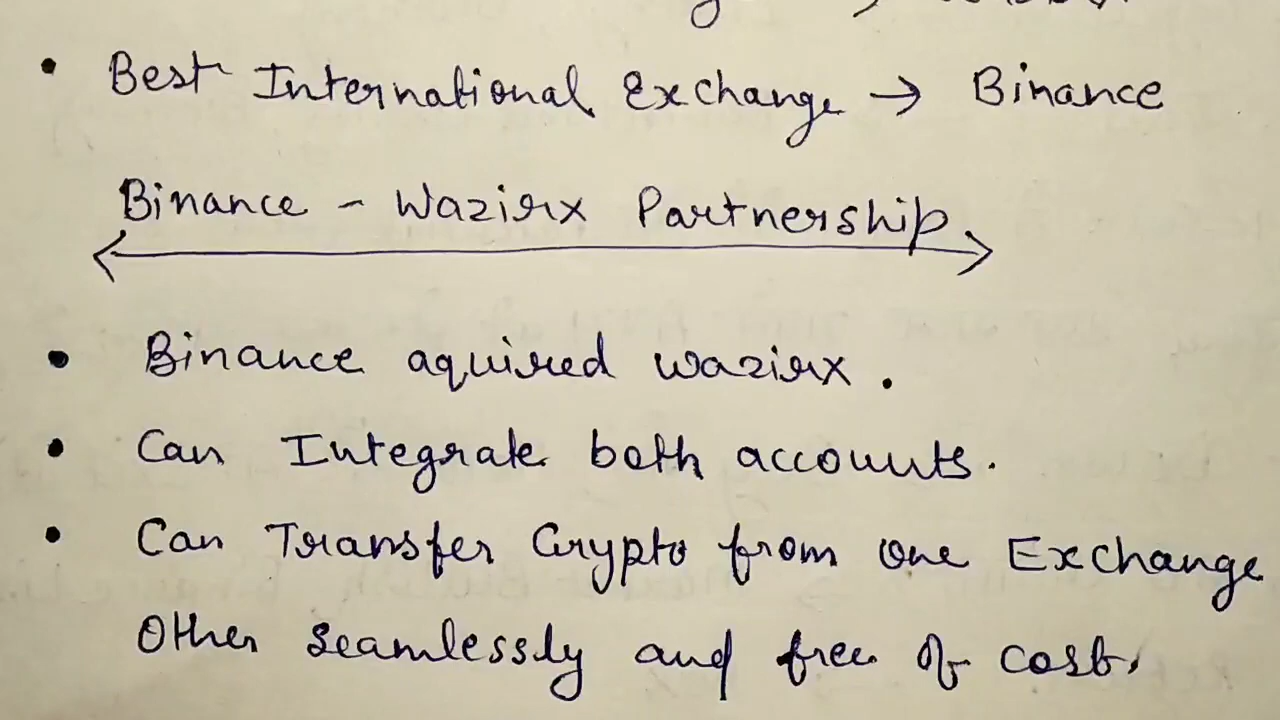 • Best International Exchange → Binance
Binance - Wazirx Partnership.
• Binance aquired wazirx.
• Can Integrate both accounts.
• Can Transfer Crypto from one Exchange
Other seamlessly and free of cost.